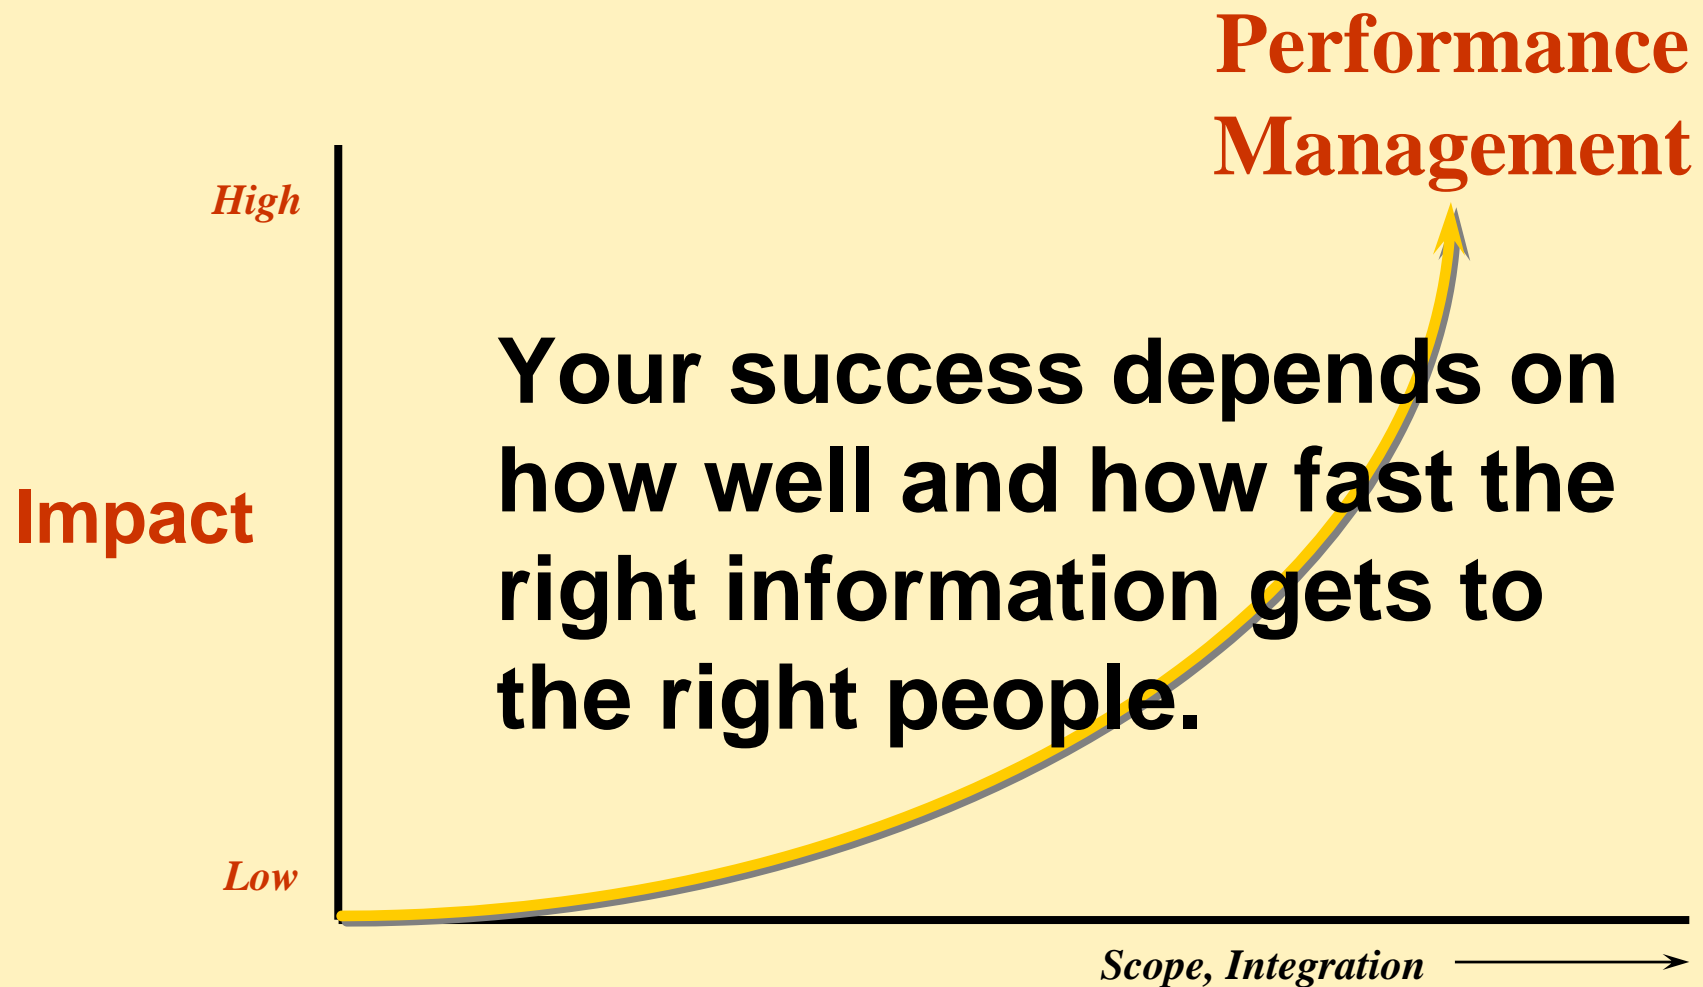 Performance
Management
High
Your success depends on
how well and how fast the
Impact
right information gets to
the right people.
Low
Scope, Integration